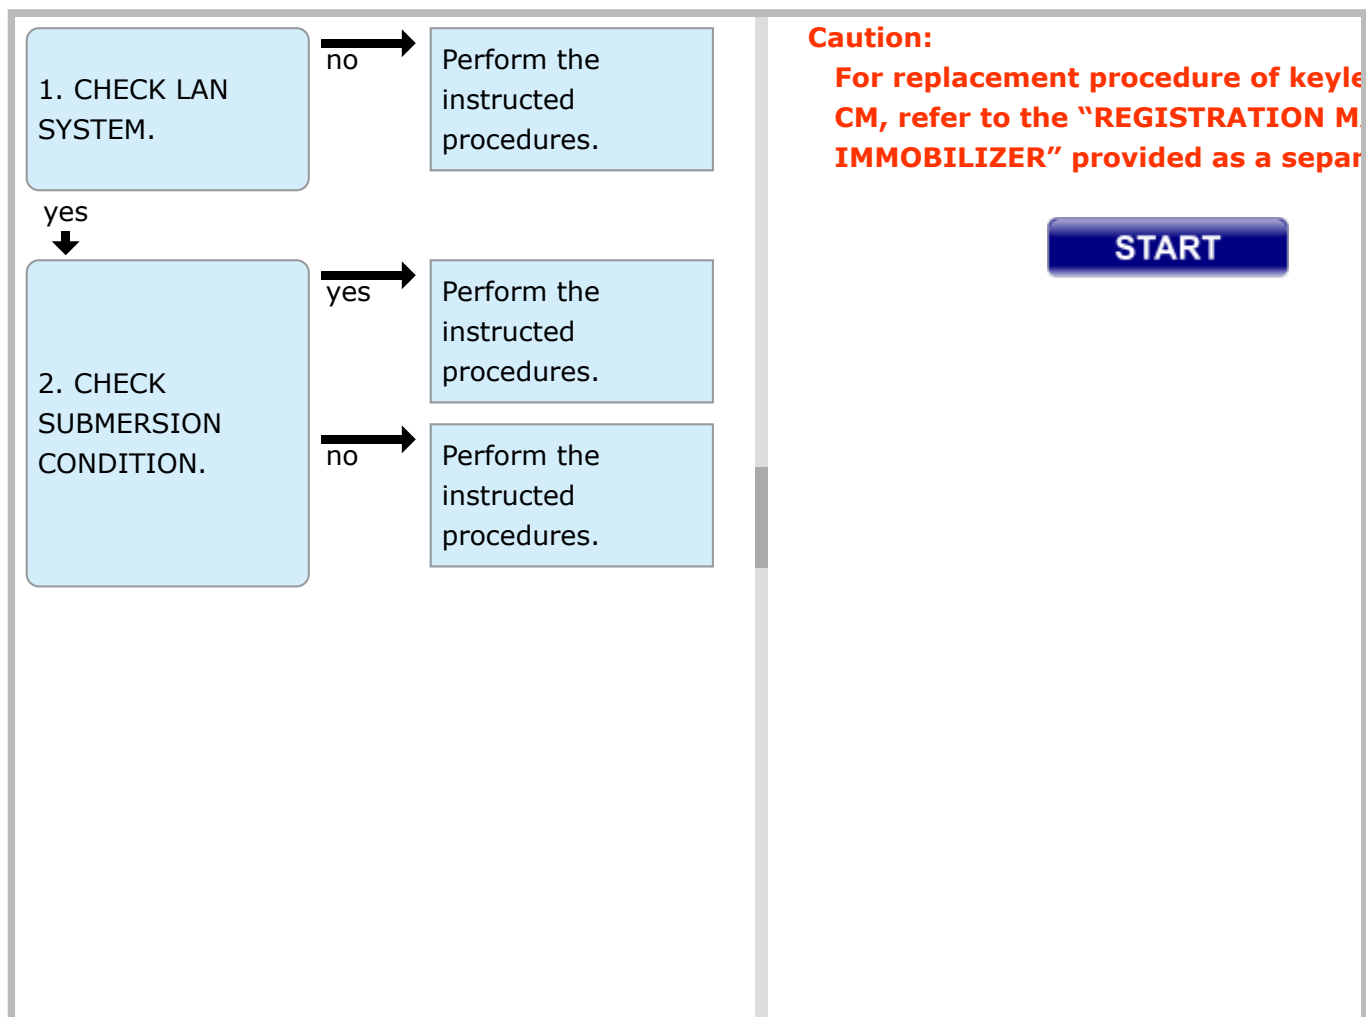 1. CHECK LAN
SYSTEM.
no
Perform the
instructed
procedures.
yes
2. CHECK
SUBMERSION
CONDITION.
yes
Perform the
instructed
procedures.
no
Perform the
instructed
procedures.
Caution:
For replacement procedure of
CM, refer to the “REGISTRATION
IMMOBILIZER” provided as a
START